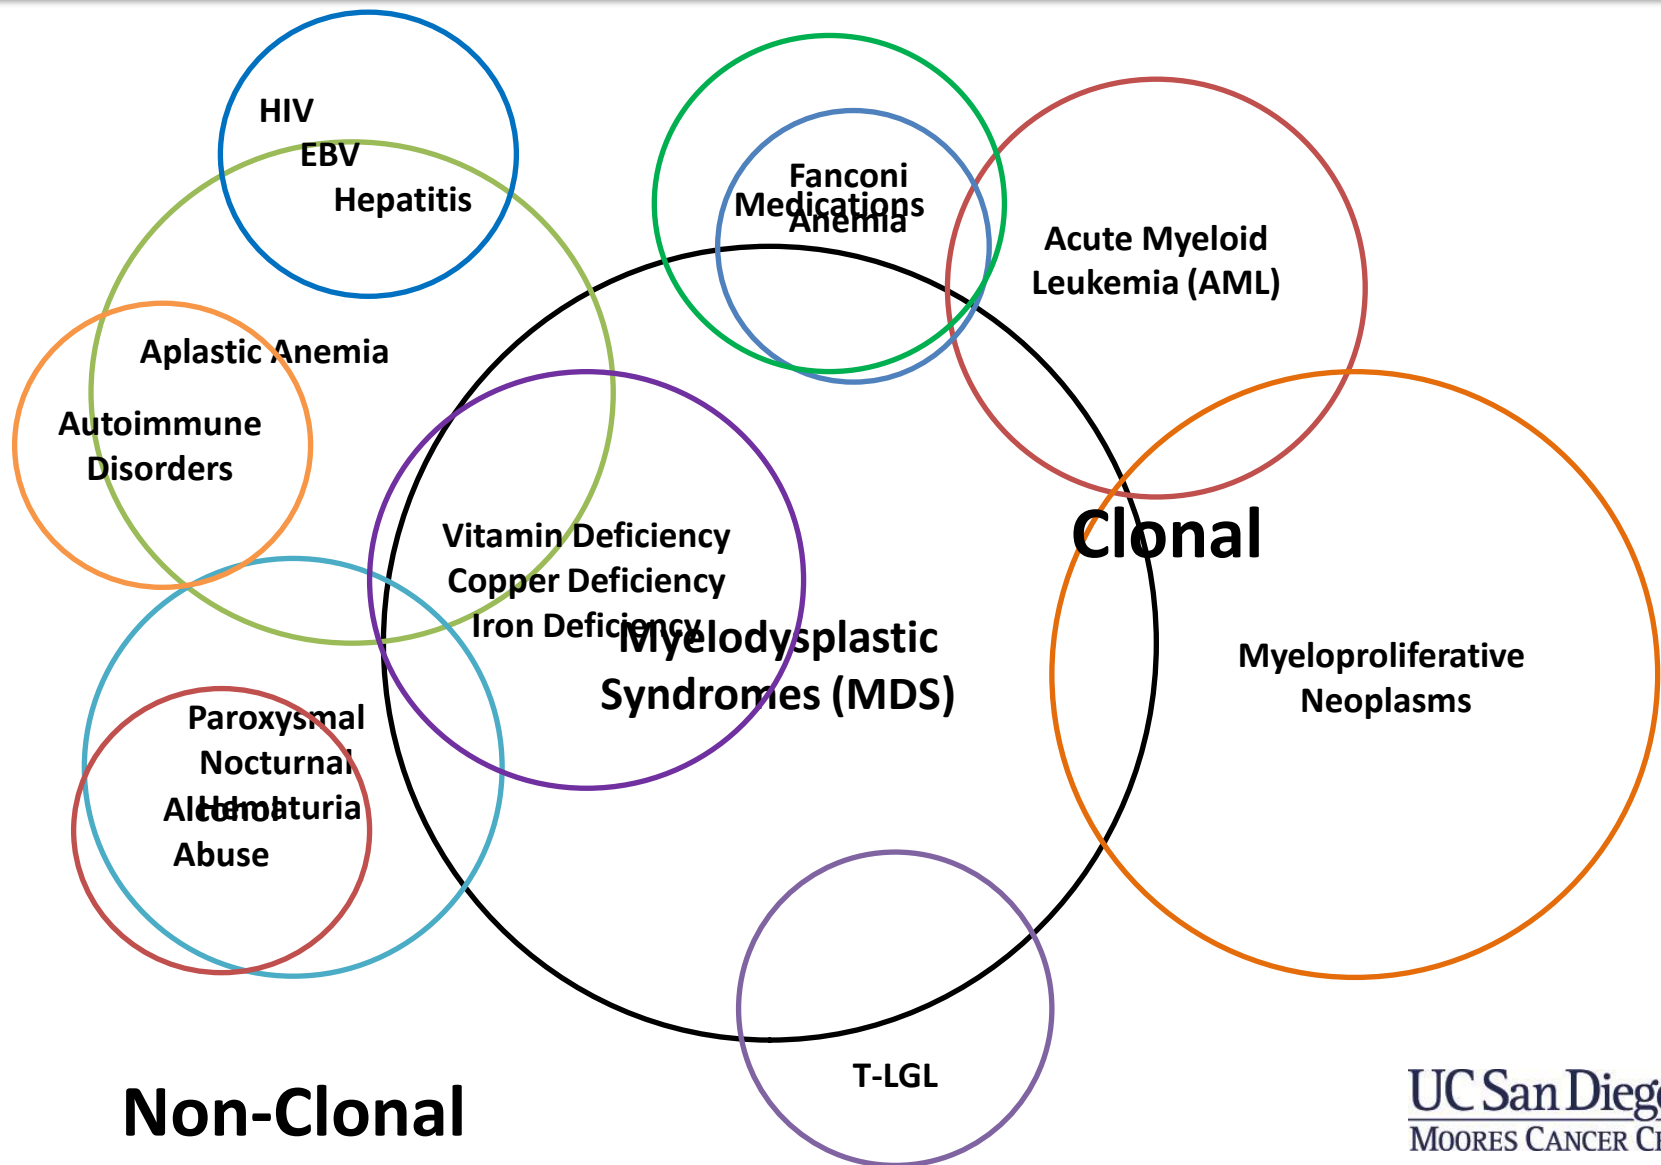 HIV
EBV
Hepatitis
Fanconi
Anemia
Medications
Acute Myeloid
Leukemia (AML)
Aplastic Anemia
Autoimmune
Disorders
Vitamin Deficiency
Copper Deficiency
Iron Deficiency
Clonal
Myelodysplastic
Syndromes (MDS)
Myeloproliferative
Neoplasms
Paroxysmal
Nocturnal
Hematuria
Alcohol
Abuse
T-LGL
Non-Clonal
UC San Dieg
MOORES CANCER C